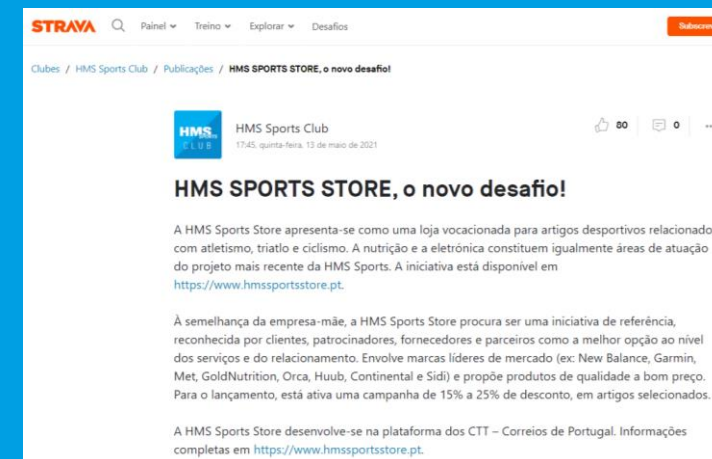 STRAVA Painel Treino Explorar Desafios
Clubes / HMS Sports Club / Publicações / HMS SPORTS STORE, o novo desafio!
HMS Sports CLUB
HMS Sports Club
17:45, quinta-feira, 13 de maio de 2021
80 0 ...
HMS SPORTS STORE, o novo desafio!
A HMS Sports Store apresenta-se como uma loja vocacionada para artigos desportivos
com atletismo, triatlo e ciclismo. A nutrição e a eletrónica constituem igualmente áreas de atuação
do projeto mais recente da HMS Sports. A iniciativa está disponível em
https://www.hmssportsstore.pt.
À semelhança da empresa-mãe, a HMS Sports Store procura ser uma iniciativa de referência,
reconhecida por clientes, patrocinadores, fornecedores e parceiros como a melhor opção ao nível
dos serviços e do relacionamento. Envolve marcas líderes de mercado (ex: New Balance, Garmin,
Met, GoldNutrition, Orca, Huub, Continental e Sidi) e propõe produtos de qualidade a bom preço.
Para o lançamento, está ativa uma campanha de 15% a 25% de desconto, em artigos selecionados.
A HMS Sports Store desenvolve-se na plataforma dos CTT – Correios de Portugal. Informações
completas em https://www.hmssportsstore.pt.